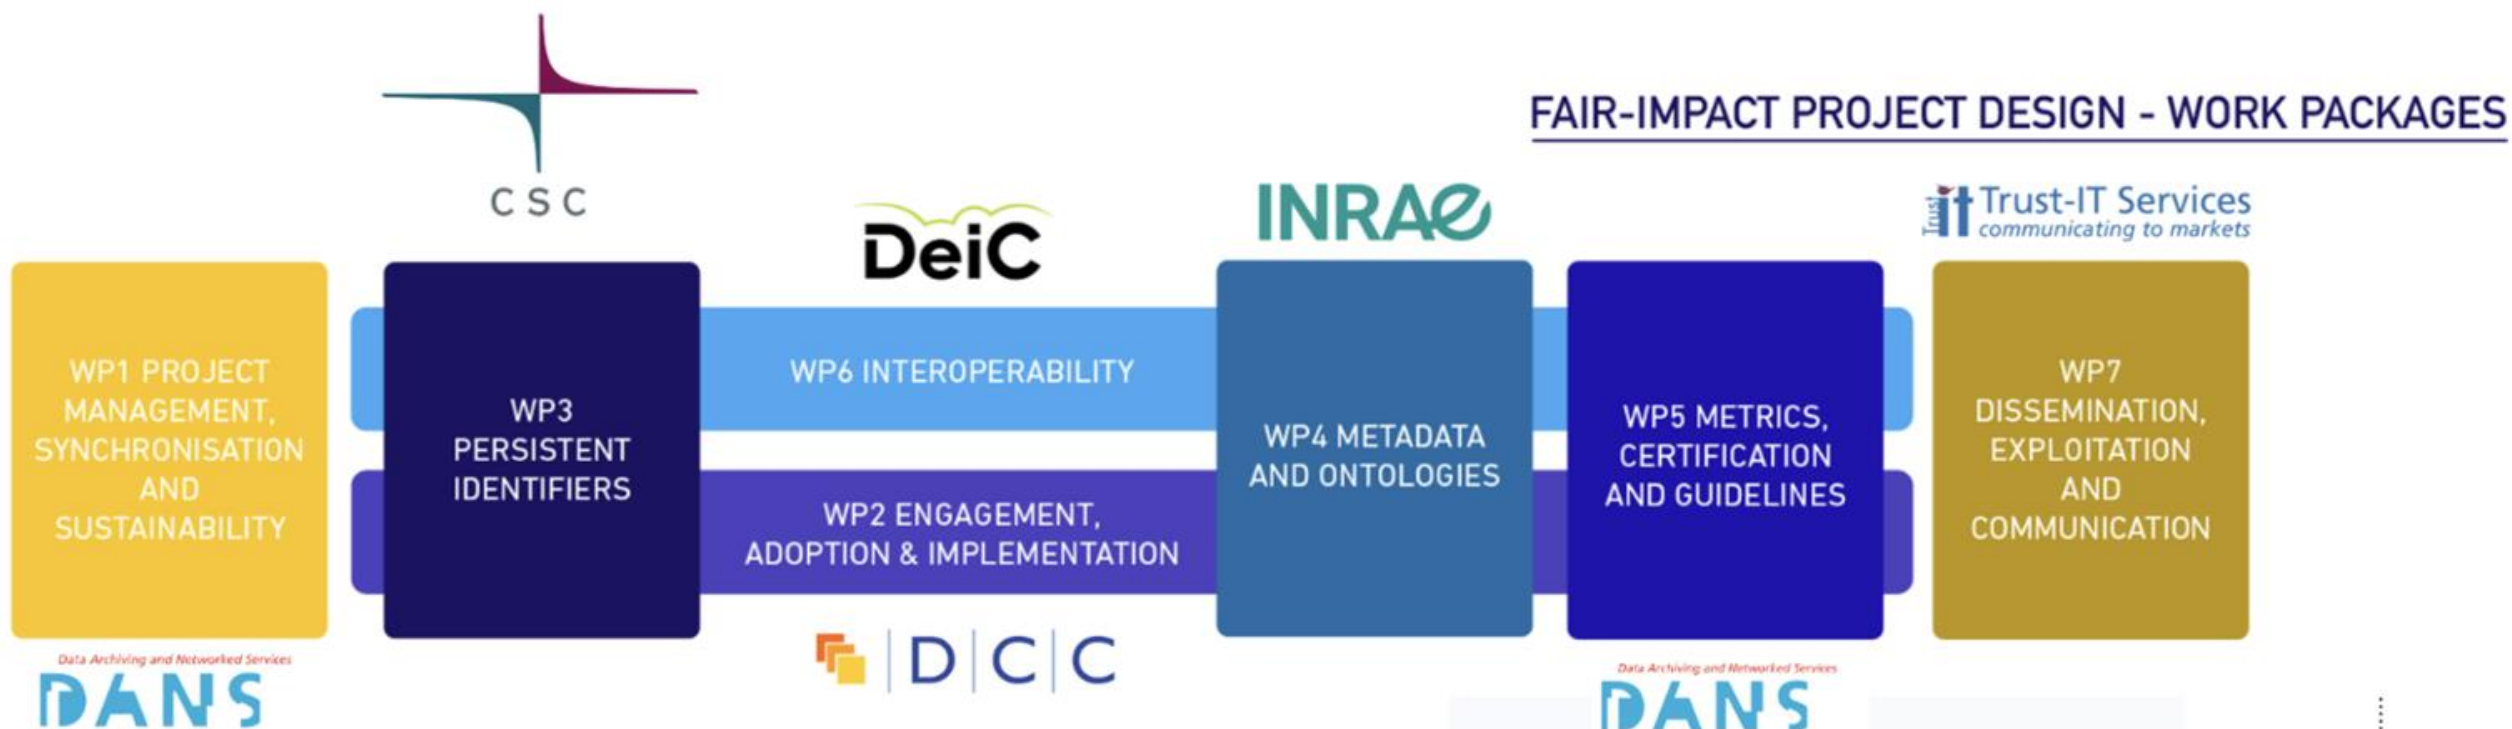 FAIR-IMPACT PROJECT DESIGN - WORK PACKAGES
CSC
DeiC
INRAE
Trust
it
Trust-IT Services
communicating to markets
WP1 PROJECT
MANAGEMENT,
SYNCHRONISATION
AND
SUSTAINABILITY
Data Archiving and Networked Services
DANS
WP3
PERSISTENT
IDENTIFIERS
WP6 INTEROPERABILITY
WP2 ENGAGEMENT,
ADOPTION & IMPLEMENTATION
D|C|C
WP4 METADATA
AND ONTOLOGIES
WP5 METRICS,
CERTIFICATION
AND GUIDELINES
Data Archiving and Networked Services
DANS
WP7
DISSEMINATION,
EXPLOITATION
AND
COMMUNICATION